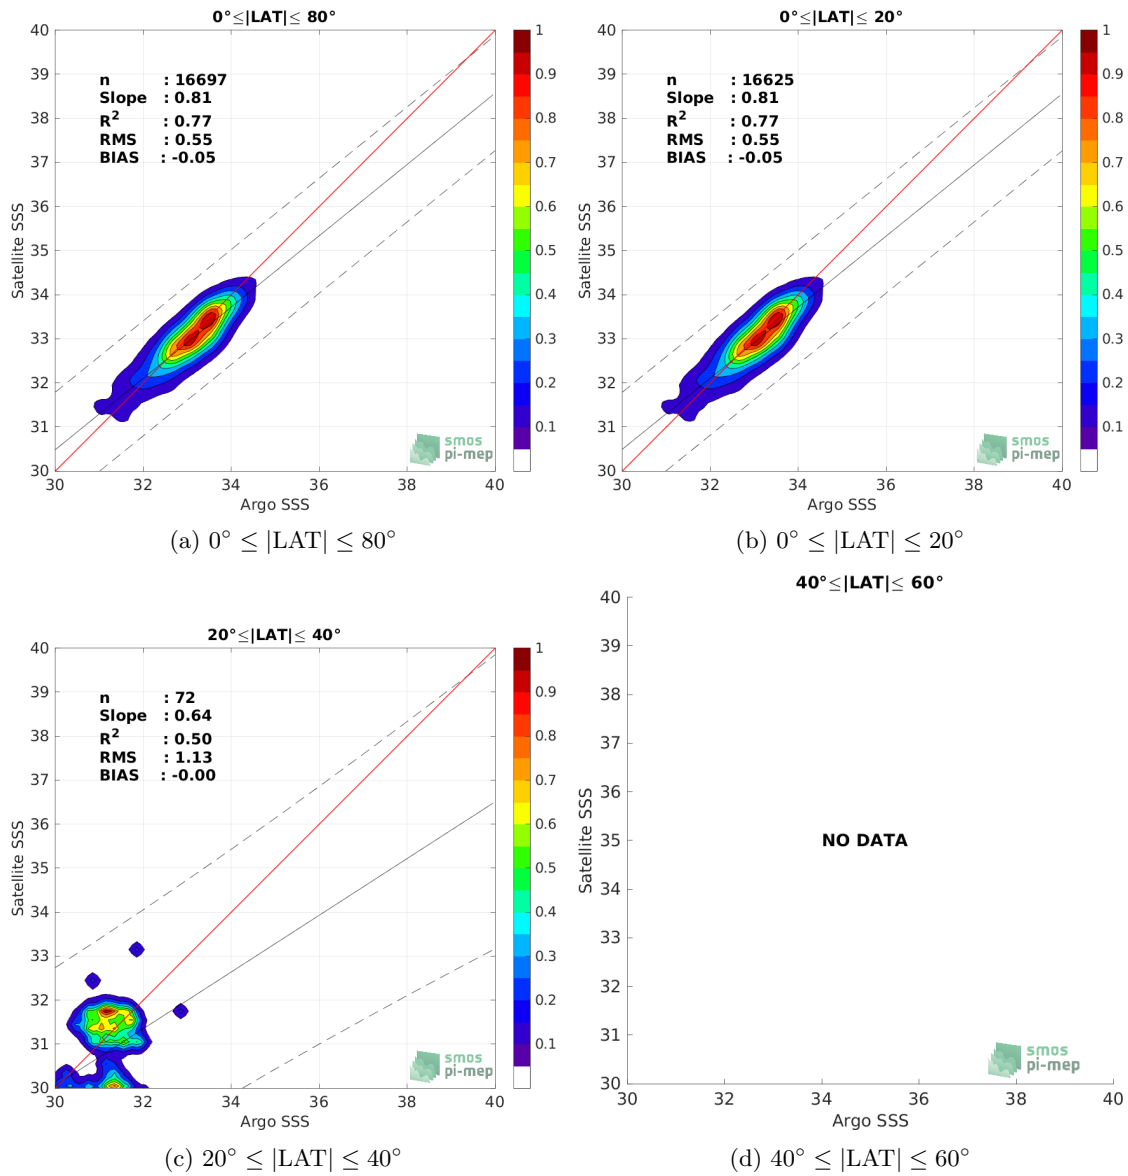 0°≤|LAT|≤ 80°
40
39
38
37
36
35
34
33
32
31
30
30
32
34
36
38
40
Satellite SSS
Argo SSS
n : 16697
Slope : 0.81
R² : 0.77
RMS : 0.55
BIAS : -0.05
1
0.9
0.8
0.7
0.6
0.5
0.4
0.3
0.2
0.1
smos
pi-mep
(a) 0° ≤ |LAT| ≤ 80°
0°≤|LAT|≤ 20°
40
39
38
37
36
35
34
33
32
31
30
30
32
34
36
38
40
Satellite SSS
Argo SSS
n : 16625
Slope : 0.81
R² : 0.77
RMS : 0.55
BIAS : -0.05
1
0.9
0.8
0.7
0.6
0.5
0.4
0.3
0.2
0.1
smos
pi-mep
(b) 0° ≤ |LAT| ≤ 20°
20°≤|LAT|≤ 40°
40
39
38
37
36
35
34
33
32
31
30
30
32
34
36
38
40
Satellite SSS
Argo SSS
n : 72
Slope : 0.64
R² : 0.50
RMS : 1.13
BIAS : -0.00
1
0.9
0.8
0.7
0.6
0.5
0.4
0.3
0.2
0.1
smos
pi-mep
(c) 20° ≤ |LAT| ≤ 40°
40°≤|LAT|≤ 60°
40
39
38
37
36
35
34
33
32
31
30
30
32
34
36
38
40
Satellite SSS
Argo SSS
NO DATA
smos
pi-mep
(d) 40° ≤ |LAT| ≤ 60°